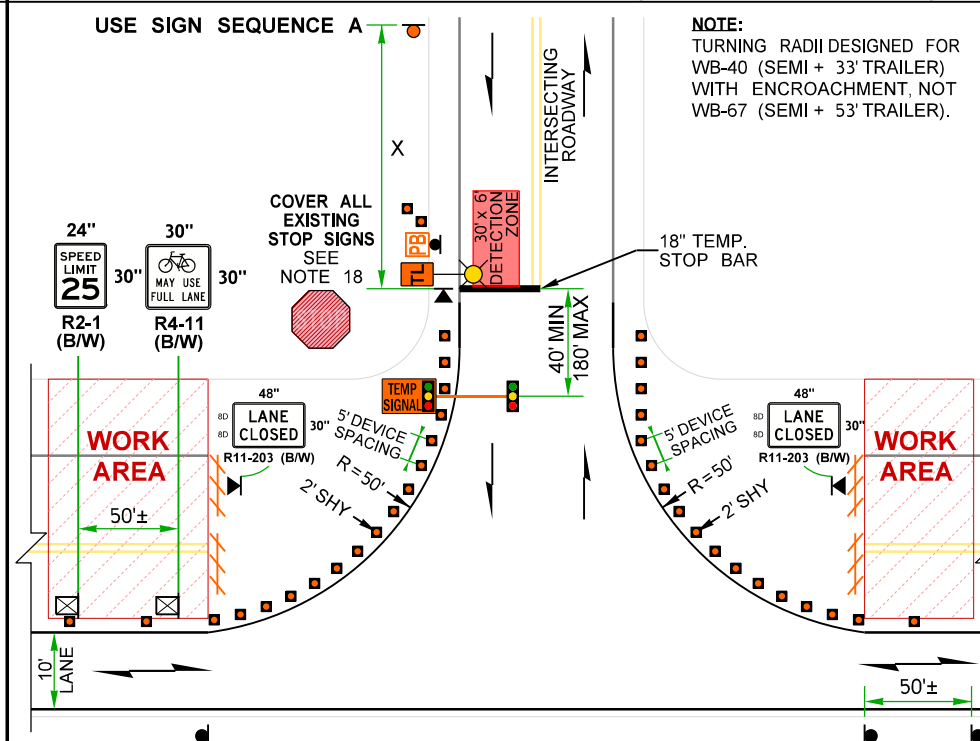 USE SIGN SEQUENCE A
NOTE:
TURNING RADII DESIGNED FOR
WB-40 (SEMI + 33' TRAILER)
WITH ENCROACHMENT, NOT
WB-67 (SEMI + 53' TRAILER).
INTERSECTING
ROADWAY
X
COVER ALL
EXISTING
STOP SIGNS
SEE
NOTE 18
STOP
PB
TL
30' x 6'
DETECTION
ZONE
18" TEMP.
STOP BAR
24"
SPEED
LIMIT
25
30"
R2-1
(B/W)
30"
MAY USE
FULL LANE
30"
R4-11
(B/W)
40' MIN
180' MAX
TEMP
SIGNAL
48"
8D
LANE
8D
CLOSED
30"
R11-203 (B/W)
5' DEVICE
SPACING
R=50'
2' SHY
WORK
AREA
50'±
48"
8D
LANE
8D
CLOSED
30"
R11-203 (B/W)
5' DEVICE
SPACING
R=50'
2' SHY
WORK
AREA
10'
LANE
50'±